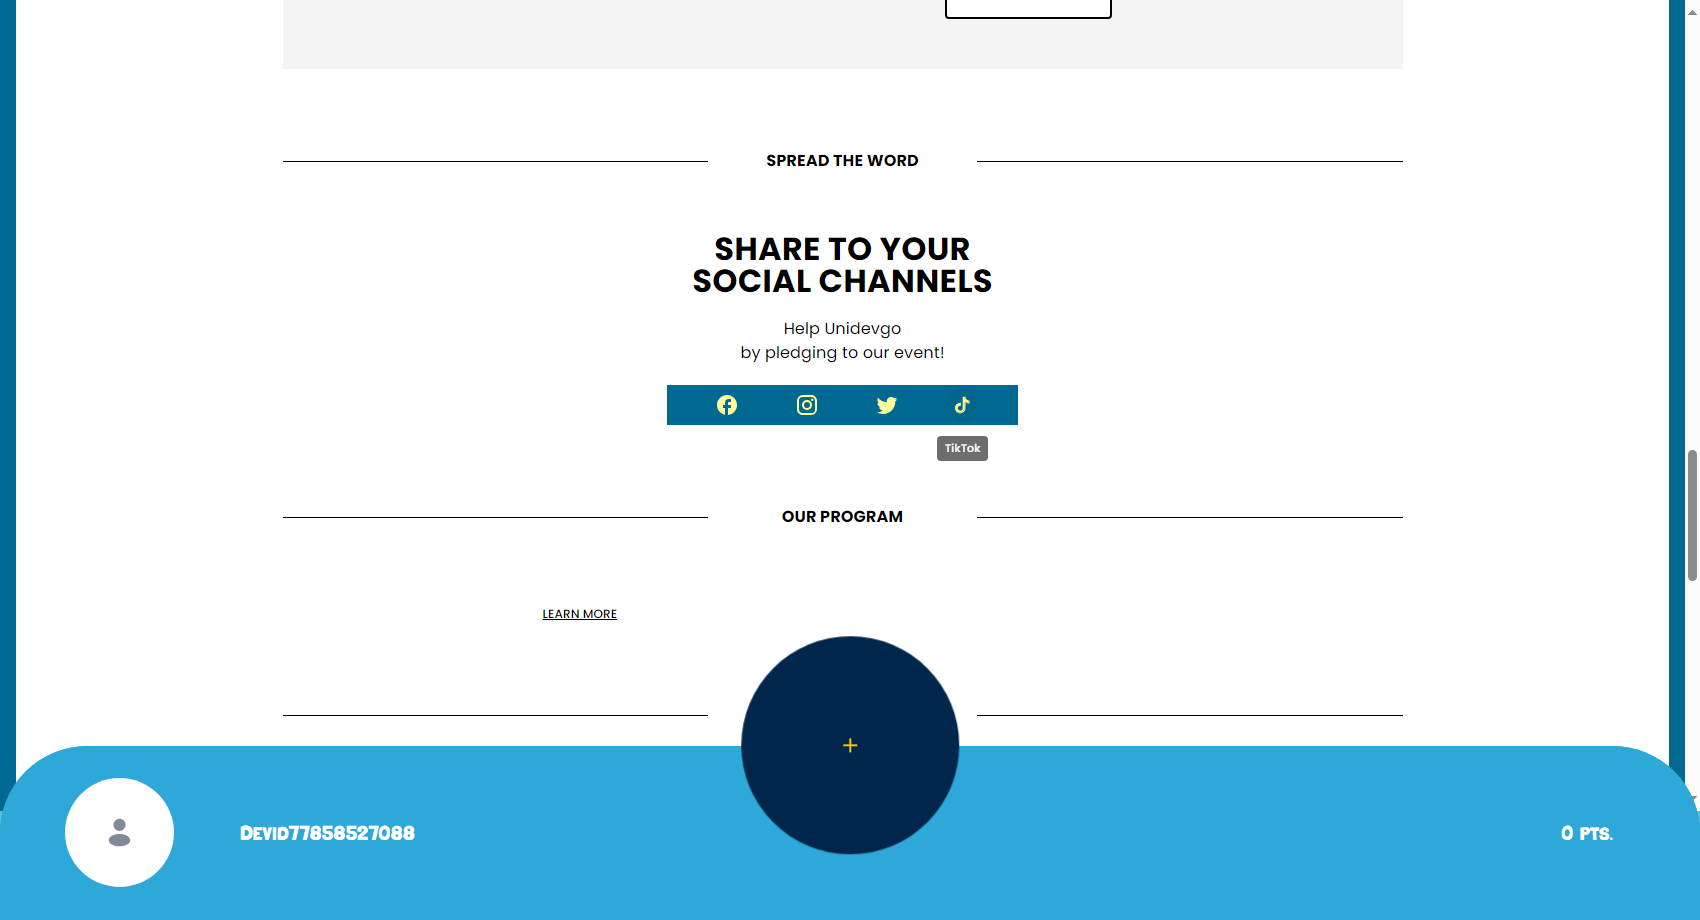 SPREAD THE WORD
SHARE TO YOUR
SOCIAL CHANNELS
Help Unidevgo
by pledging to our event!
TikTok
OUR PROGRAM
LEARN MORE
+
Devid77858527088
0 pts.